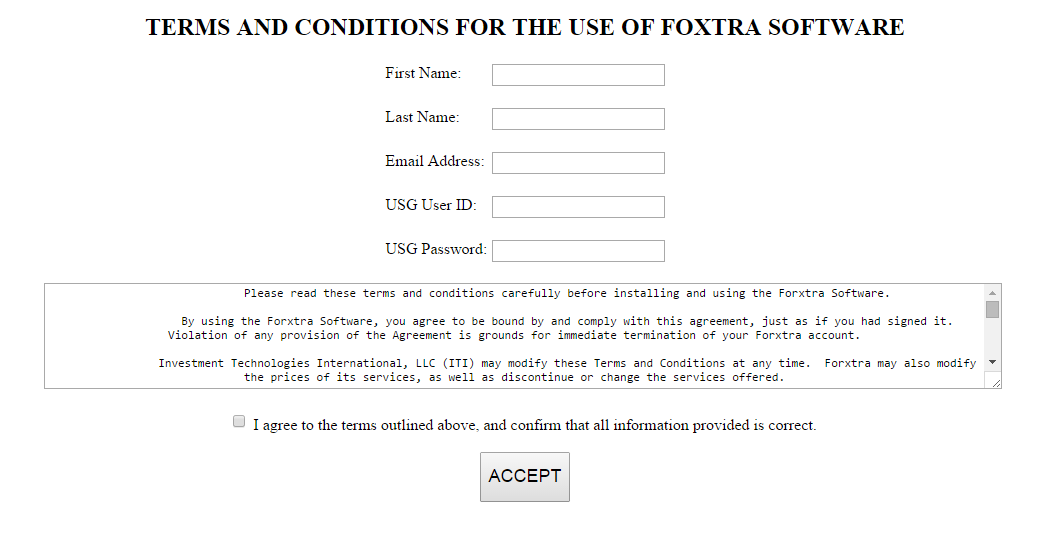 TERMS AND CONDITIONS FOR THE USE OF FOXTRA SOFTWARE
First Name:
Last Name:
Email Address:
USG User ID:
USG Password:
Please read these terms and conditions carefully before installing and using the Forxtra Software.
By using the Forxtra Software, you agree to be bound by and comply with this agreement, just as if you had signed it.
Violation of any provision of the Agreement is grounds for immediate termination of your Forxtra account.
Investment Technologies International, LLC (ITI) may modify these Terms and Conditions at any time.  Forxtra may also modify
the prices of its services, as well as discontinue or change the services offered.
I agree to the terms outlined above, and confirm that all information provided is correct.
ACCEPT